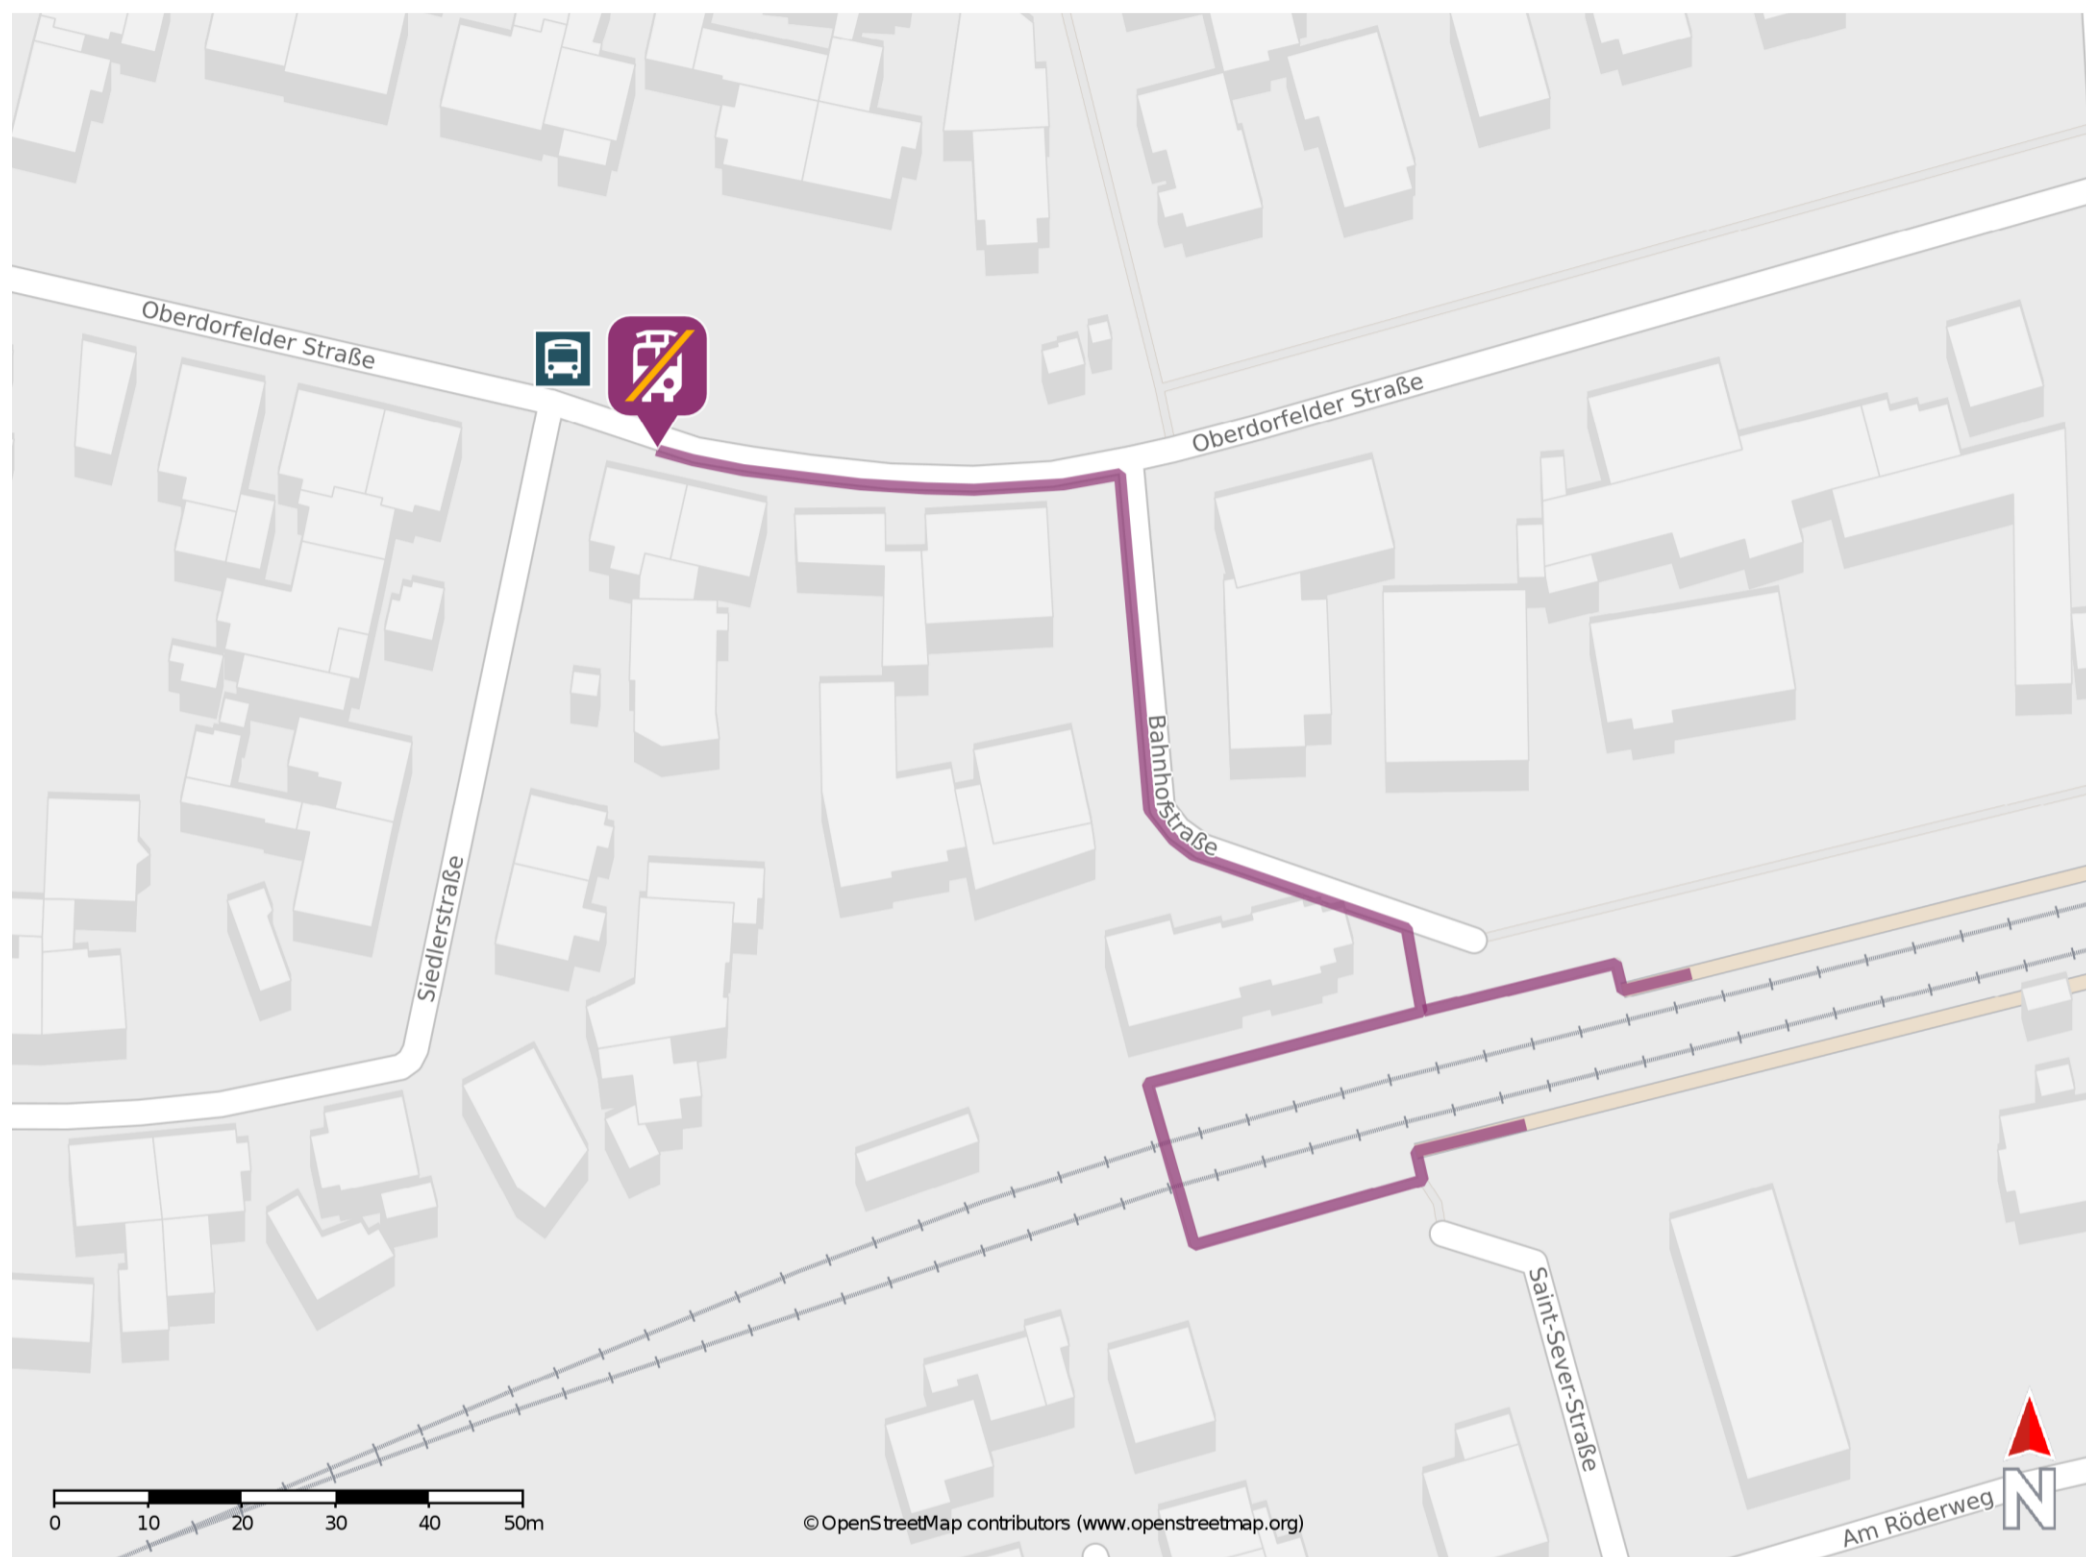 Oberdorfelder Straße
Oberdorfelder Straße
Bahnhofstraße
Siedlerstraße
Saint-Sever-Straße
Am Röderweg
N
0 10 20 30 40 50m
©OpenStreetMap contributors (www.openstreetmap.org)